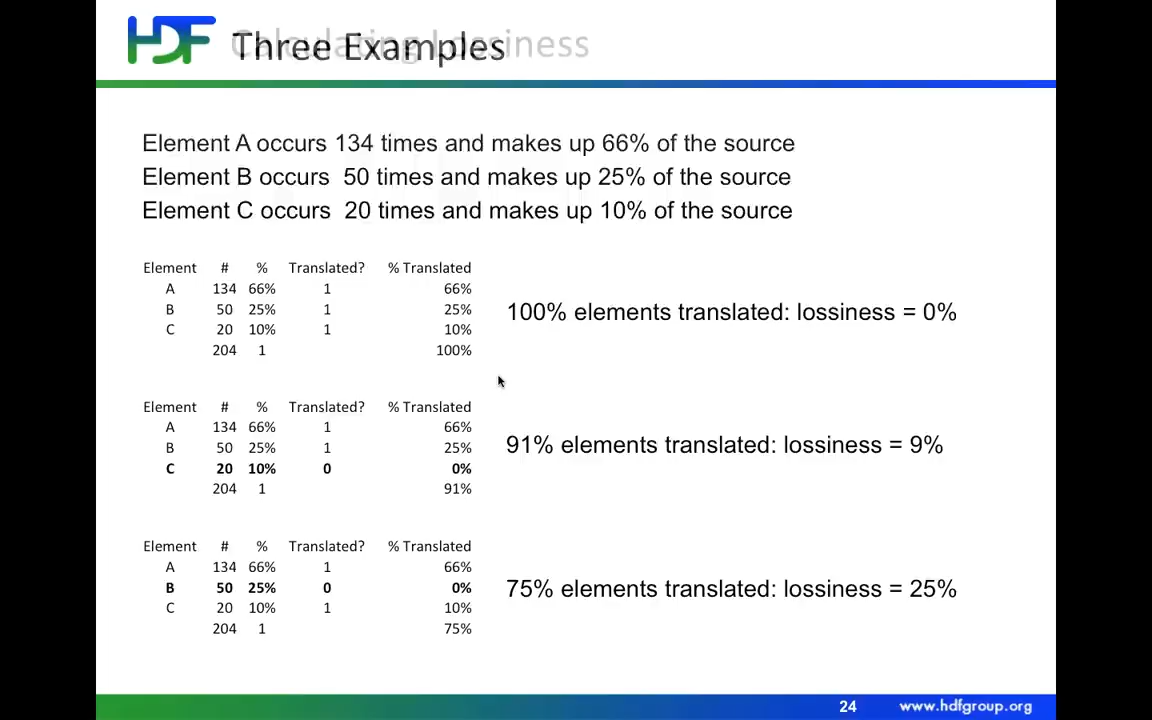 HDF
Three Examples
Calculating Lossiness
Element A occurs 134 times and makes up 66% of the source
Element B occurs  50 times and makes up 25% of the source
Element C occurs  20 times and makes up 10% of the source
Element # % Translated? % Translated
A 134 66% 1 66%
B 50 25% 1 25%
C 20 10% 1 10%
204 1 100%
100% elements translated: lossiness = 0%
Element # % Translated? % Translated
A 134 66% 1 66%
B 50 25% 1 25%
C 20 10% 0 0%
204 1 91%
91% elements translated: lossiness = 9%
Element # % Translated? % Translated
A 134 66% 1 66%
B 50 25% 0 0%
C 20 10% 1 10%
204 1 75%
75% elements translated: lossiness = 25%
24 www.hdfgroup.org